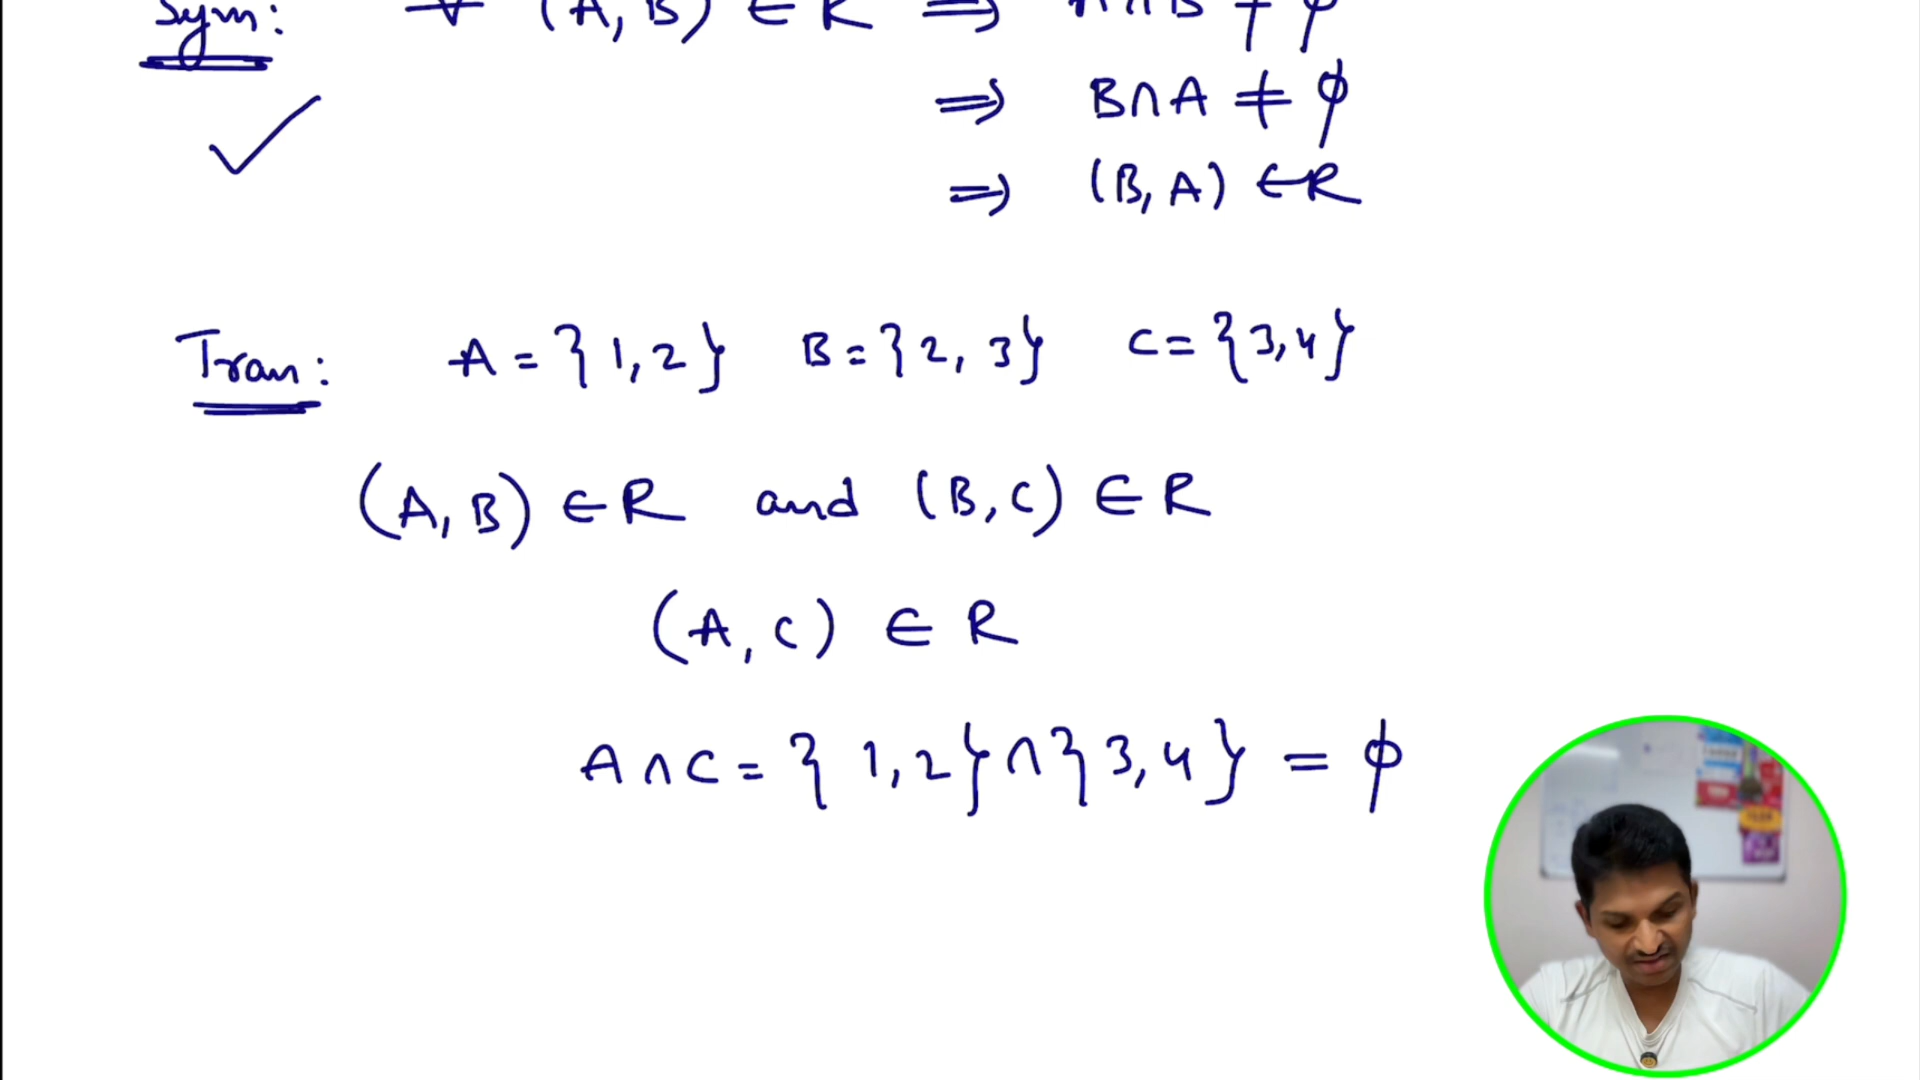 Sym: ∀ (A, B) ∈ R ⟹ A∩B ≠ ϕ
⟹ B∩A ≠ ϕ
⟹ (B, A) ∈ R
Tran: A = {1, 2} B = {2, 3} C = {3, 4}
(A, B) ∈ R and (B, C) ∈ R
(A, C) ∈ R
A ∩ C = {1, 2} ∩ {3, 4} = ϕ